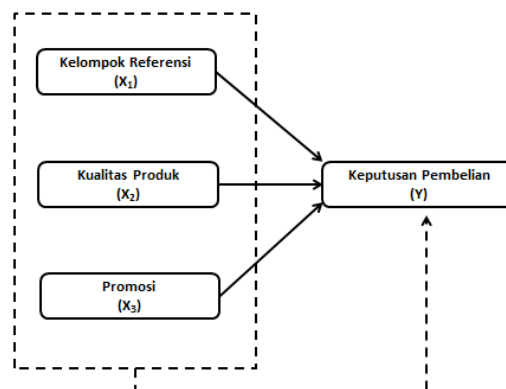 Kelompok Referensi
(X₁)
Kualitas Produk
(X₂)
Keputusan Pembelian
(Y)
Promosi
(X₃)